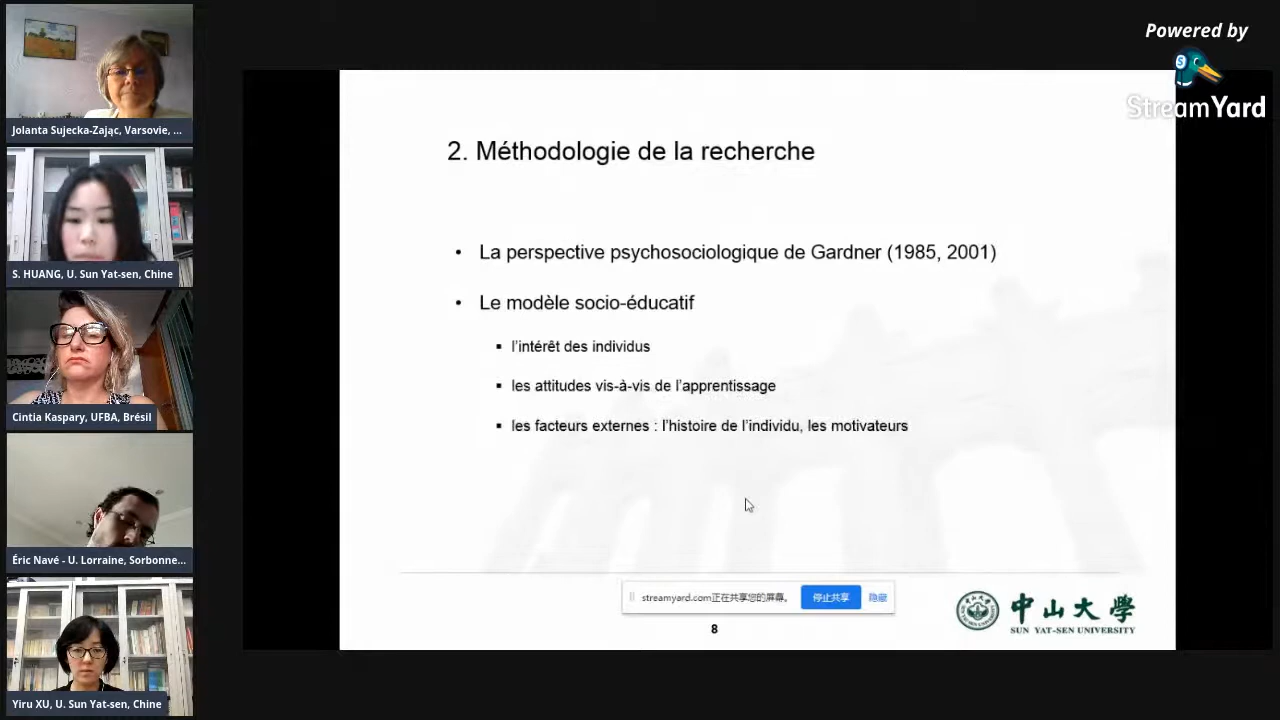 Jolanta Sujecka-Zając, Varsovie, ...
S. HUANG, U. Sun Yat-sen, Chine
Cintia Kaspary, UFBA, Brésil
Éric Navé - U. Lorraine, Sorbonne...
Yiru XU, U. Sun Yat-sen, Chine
Powered by
StreamYard
2. Méthodologie de la recherche
• La perspective psychosociologique de Gardner (1985, 2001)
• Le modèle socio-éducatif
▪ l’intérêt des individus
▪ les attitudes vis-à-vis de l’apprentissage
▪ les facteurs externes : l’histoire de l’individu, les motivateurs
streamyard.com正在共享您的屏幕。 停止共享 隐藏
8
中山大學
SUN YAT-SEN UNIVERSITY